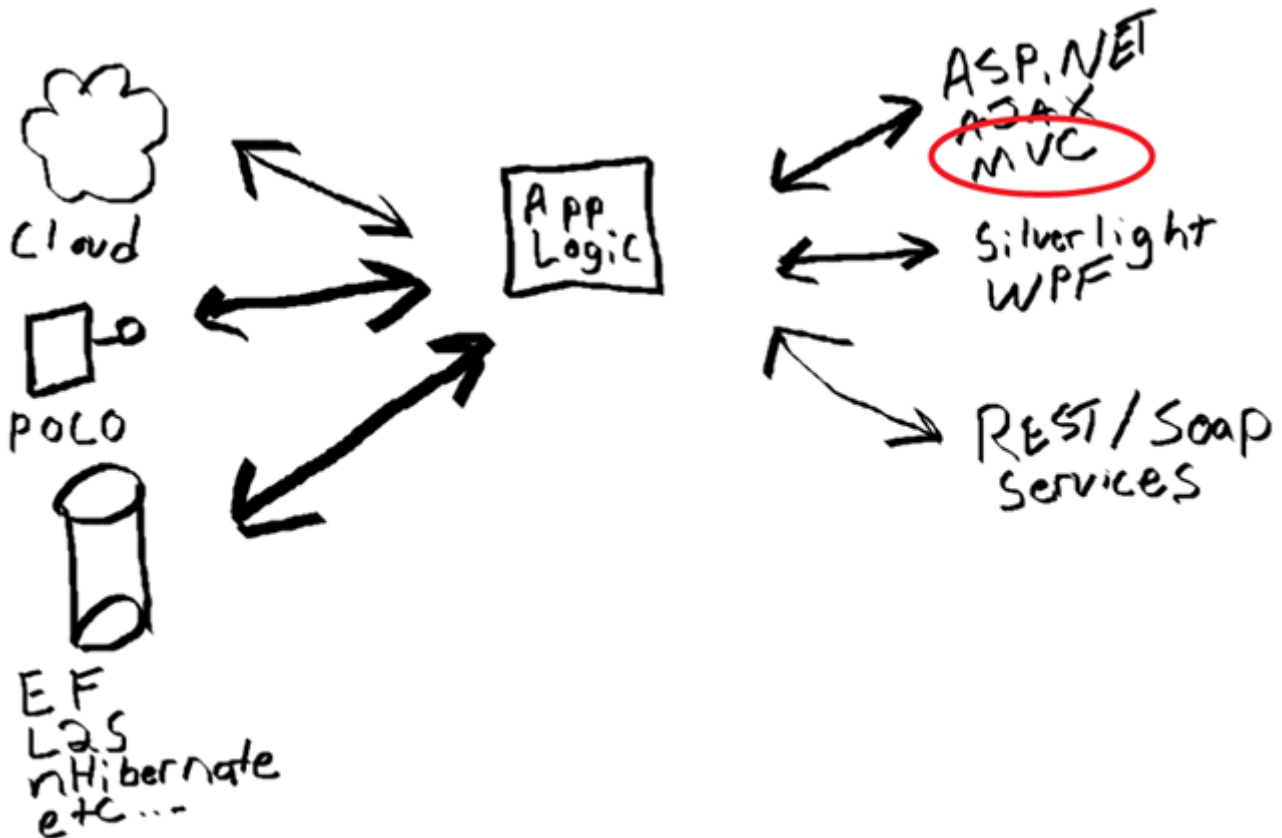 Cloud
POCO
EF
L2S
nHibernate
etc....
App
Logic
ASP.NET
AJAX
MVC
Silverlight
WPF
REST/Soap
Services